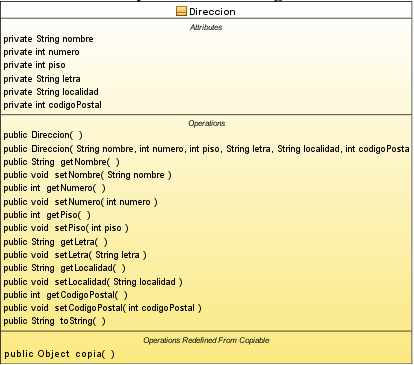 Direccion
Attributes
private String nombre
private int numero
private int piso
private String letra
private String localidad
private int codigoPostal
Operations
public Direccion( )
public Direccion( String nombre, int numero, int piso, String letra, String localidad, int codigoPosta
public String getNombre( )
public void setNombre( String nombre )
public int getNumero( )
public void setNumero( int numero )
public int getPiso( )
public void setPiso( int piso )
public String getLetra( )
public void setLetra( String letra )
public String getLocalidad( )
public void setLocalidad( String localidad )
public int getCodigoPostal( )
public void setCodigoPostal( int codigoPostal )
public String toString( )
Operations Redefined From Copiable
public Object copia( )